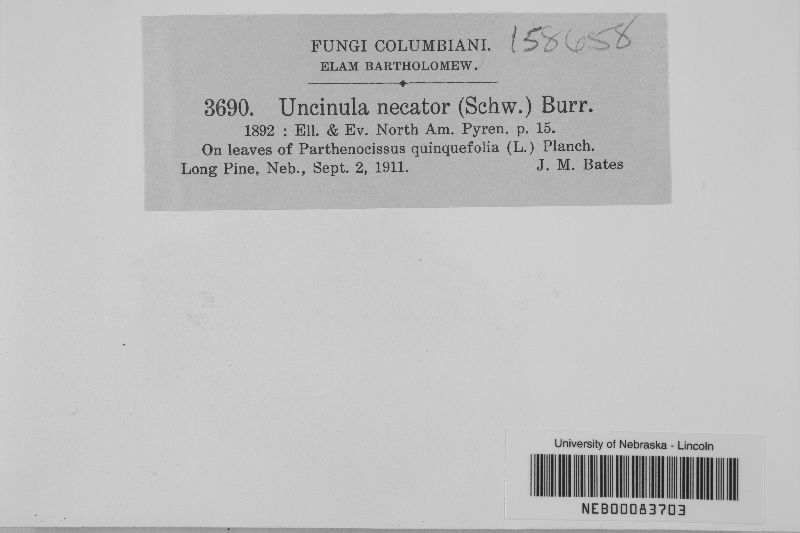 FUNGI COLUMBIANI. 158658
ELAM BARTHOLOMEW.
3690. Uncinula necator (Schw.) Burr.
1892 : Ell. & Ev. North Am. Pyren. p. 15.
On leaves of Parthenocissus quinquefolia (L.) Planch.
Long Pine, Neb., Sept. 2, 1911. J. M. Bates
University of Nebraska - Lincoln
NEB00083703